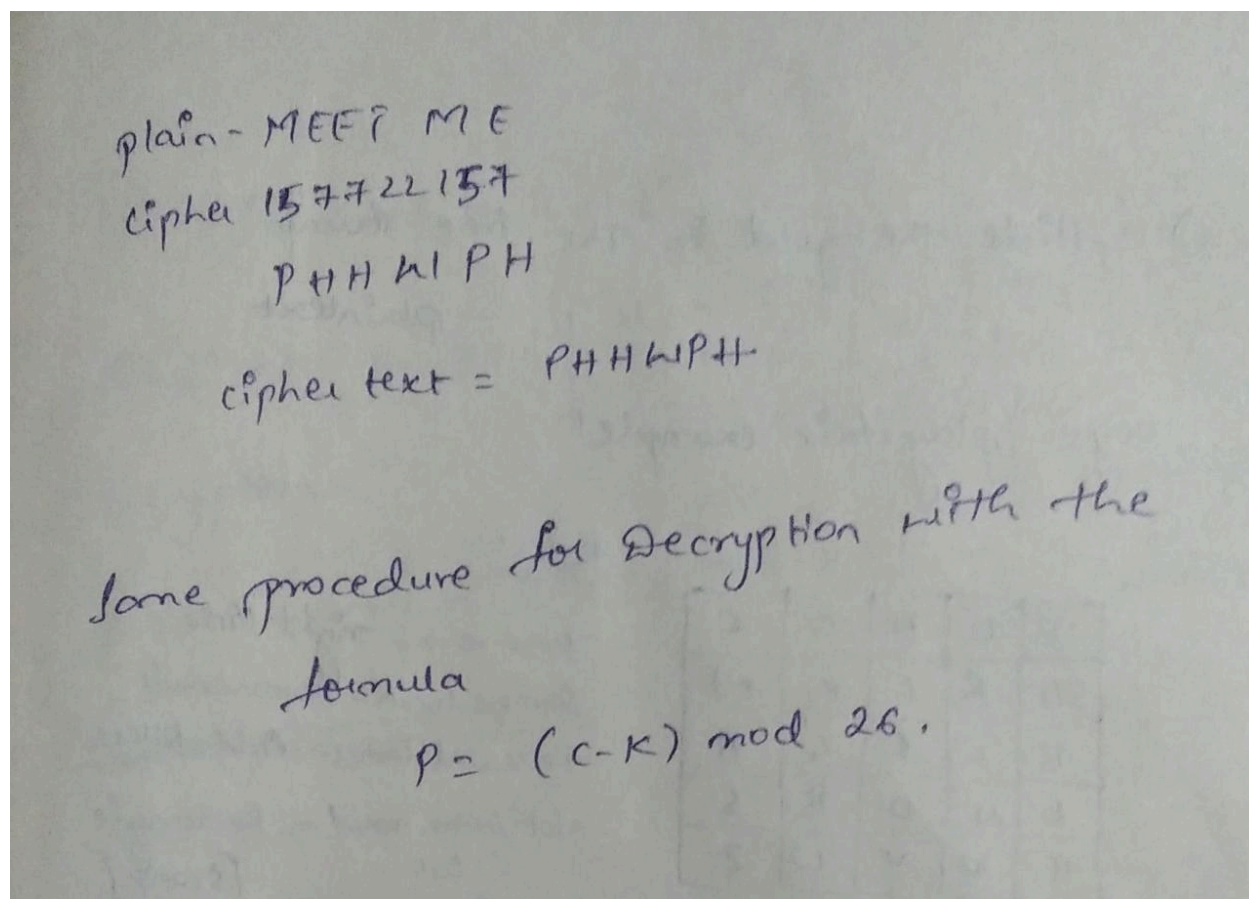 plain - MEET ME
cipher 15 7 7 22 15 7
P H H W P H
cipher text = PHHWPH
Same procedure for Decryption with the
formula
P = (C-K) mod 26.